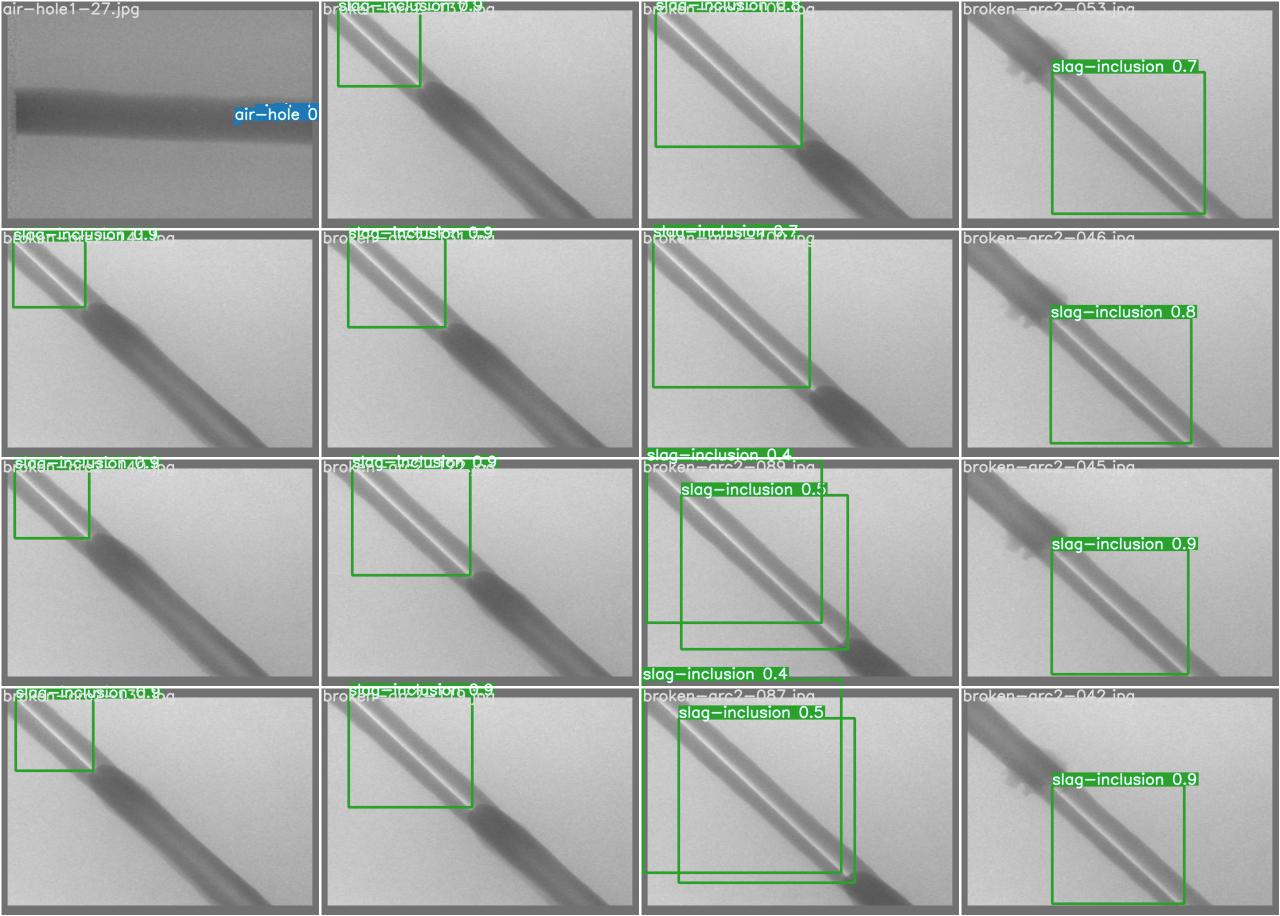 air-hole1-27.jpg
slag-inclusion 0.9
slag-inclusion 0.8
broken-arc2-053.jpg
slag-inclusion 0.7
air-hole 0
slag-inclusion 0.9
slag-inclusion 0.9
slag-inclusion 0.7
broken-arc2-046.jpg
slag-inclusion 0.8
slag-inclusion 0.9
slag-inclusion 0.9
slag-inclusion 0.4
broken-arc2-089.jpg
slag-inclusion 0.5
broken-arc2-045.jpg
slag-inclusion 0.9
slag-inclusion 0.9
slag-inclusion 0.9
slag-inclusion 0.4
broken-arc2-087.jpg
slag-inclusion 0.5
broken-arc2-042.jpg
slag-inclusion 0.9